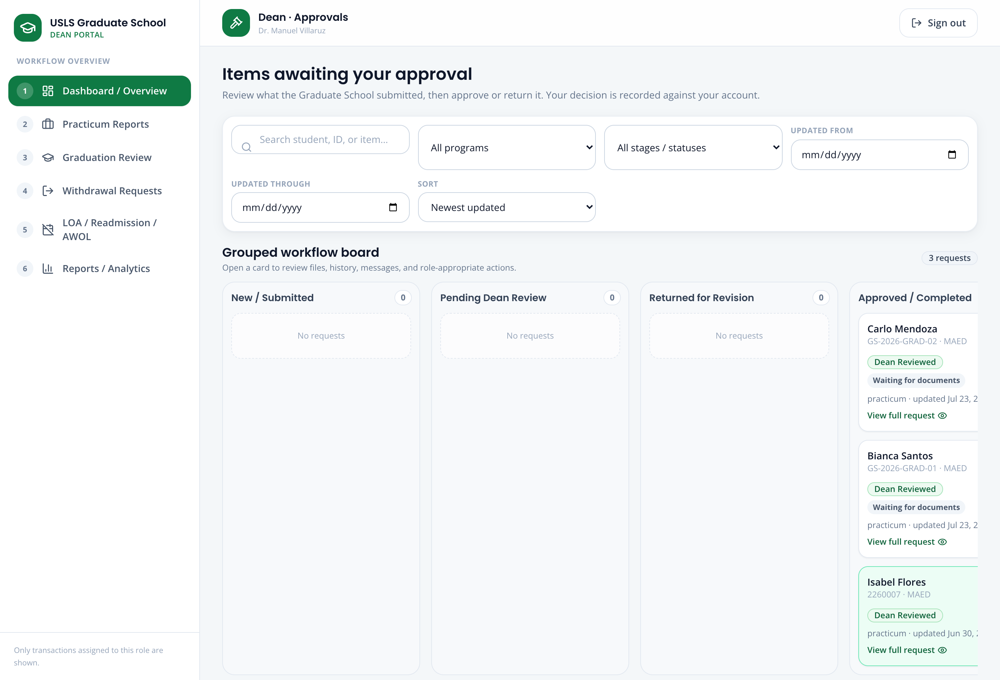 USLS Graduate School
DEAN PORTAL
WORKFLOW OVERVIEW
1 Dashboard / Overview
2 Practicum Reports
3 Graduation Review
4 Withdrawal Requests
5 LOA / Readmission /
AWOL
6 Reports / Analytics
Only transactions assigned to this role are
shown.
Dean · Approvals
Dr. Manuel Villaruz
Sign out
Items awaiting your approval
Review what the Graduate School submitted, then approve or return it. Your decision is recorded against your account.
Search student, ID, or item...
All programs
All stages / statuses
UPDATED FROM
mm/dd/yyyy
UPDATED THROUGH
mm/dd/yyyy
SORT
Newest updated
Grouped workflow board
Open a card to review files, history, messages, and role-appropriate actions.
3 requests
New / Submitted 0
No requests
Pending Dean Review 0
No requests
Returned for Revision 0
No requests
Approved / Completed
Carlo Mendoza
GS-2026-GRAD-02 · MAED
Dean Reviewed
Waiting for documents
practicum · updated Jul 23, 2
View full request
Bianca Santos
GS-2026-GRAD-01 · MAED
Dean Reviewed
Waiting for documents
practicum · updated Jul 23, 2
View full request
Isabel Flores
2260007 · MAED
Dean Reviewed
practicum · updated Jun 30,
View full request